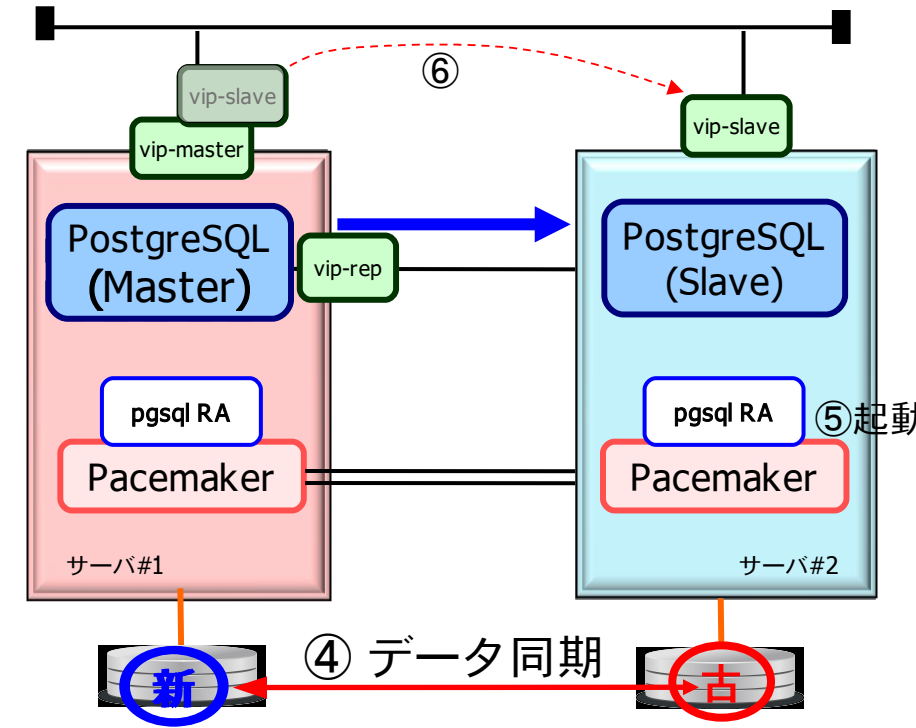 ⑥
vip-slave
vip-slave
vip-master
PostgreSQL
(Master)
vip-rep
PostgreSQL
(Slave)
pgsql RA
pgsql RA
⑤起動
Pacemaker
Pacemaker
サーバ#1
サーバ#2
④ データ同期
新
古